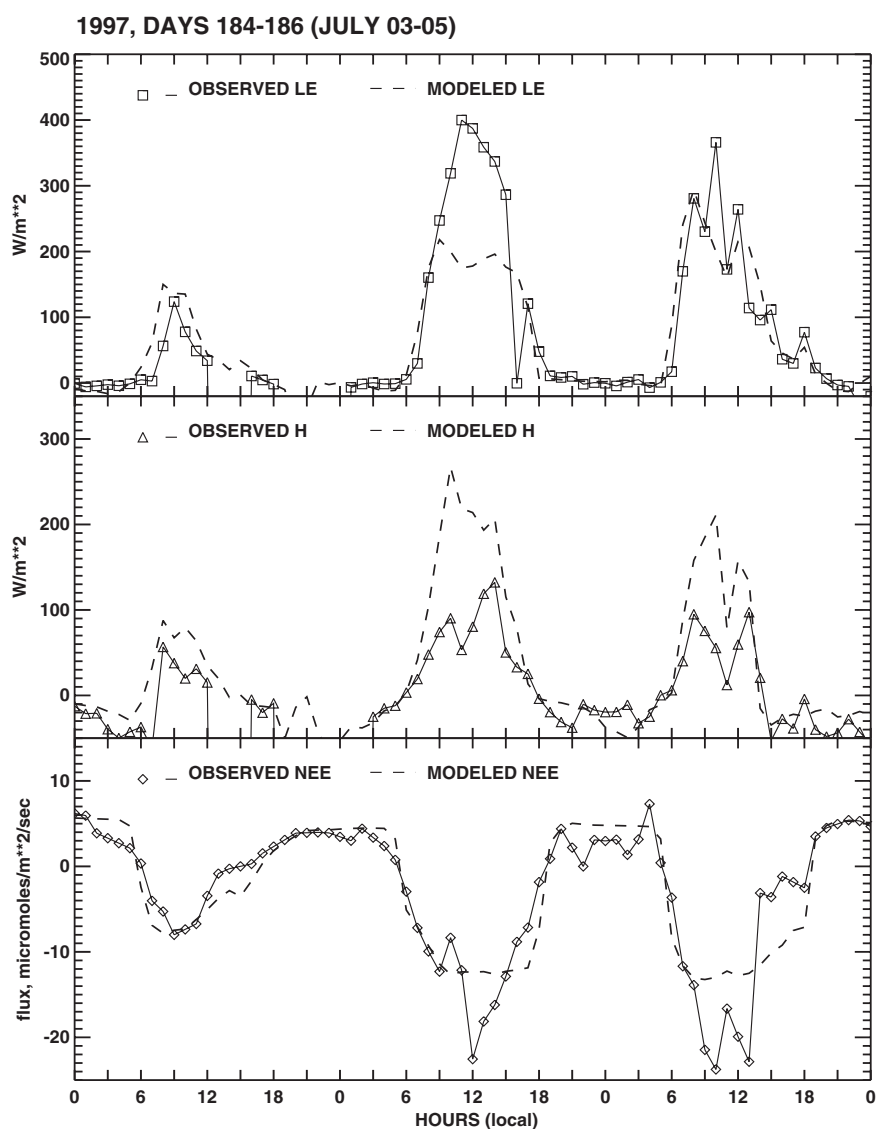 1997, DAYS 184-186 (JULY 03-05)
500
OBSERVED LE MODELED LE
400
300
W/m**2
200
100
0
OBSERVED H MODELED H
300
200
W/m**2
100
0
OBSERVED NEE MODELED NEE
10
0
flux, micromoles/m**2/sec
-10
-20
0 6 12 18 0 6 12 18 0 6 12 18 0
HOURS (local)